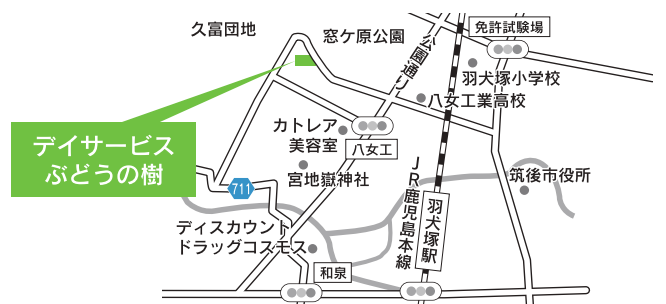 久富団地
窓ケ原公園
免許試験場
公園通り
羽犬塚小学校
八女工業高校
デイサービス
ぶどうの樹
カトレア
美容室
八女工
宮地嶽神社
711
JR鹿児島本線
羽犬塚駅
筑後市役所
ディスカウント
ドラッグコスモス
和泉